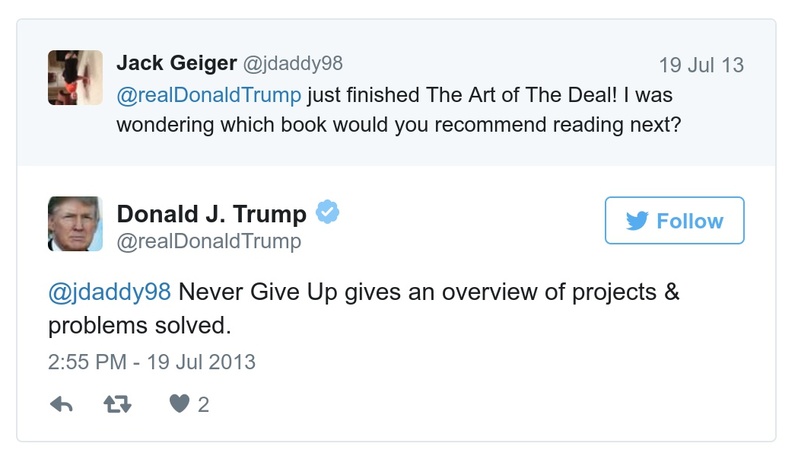 Jack Geiger @jdaddy98 19 Jul 13
@realDonaldTrump just finished The Art of The Deal! I was
wondering which book would you recommend reading next?
Donald J. Trump
@realDonaldTrump
Follow
@jdaddy98 Never Give Up gives an overview of projects &
problems solved.
2:55 PM - 19 Jul 2013
2